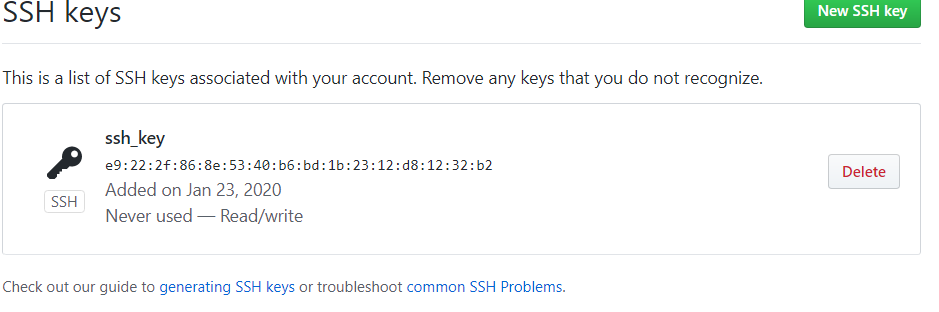 SSH keys
New SSH key
This is a list of SSH keys associated with your account. Remove any keys that you do not recognize.
ssh_key
e9:22:2f:86:8e:53:40:b6:bd:1b:23:12:d8:12:32:b2
Added on Jan 23, 2020
Never used — Read/write
SSH
Delete
Check out our guide to generating SSH keys or troubleshoot common SSH Problems.